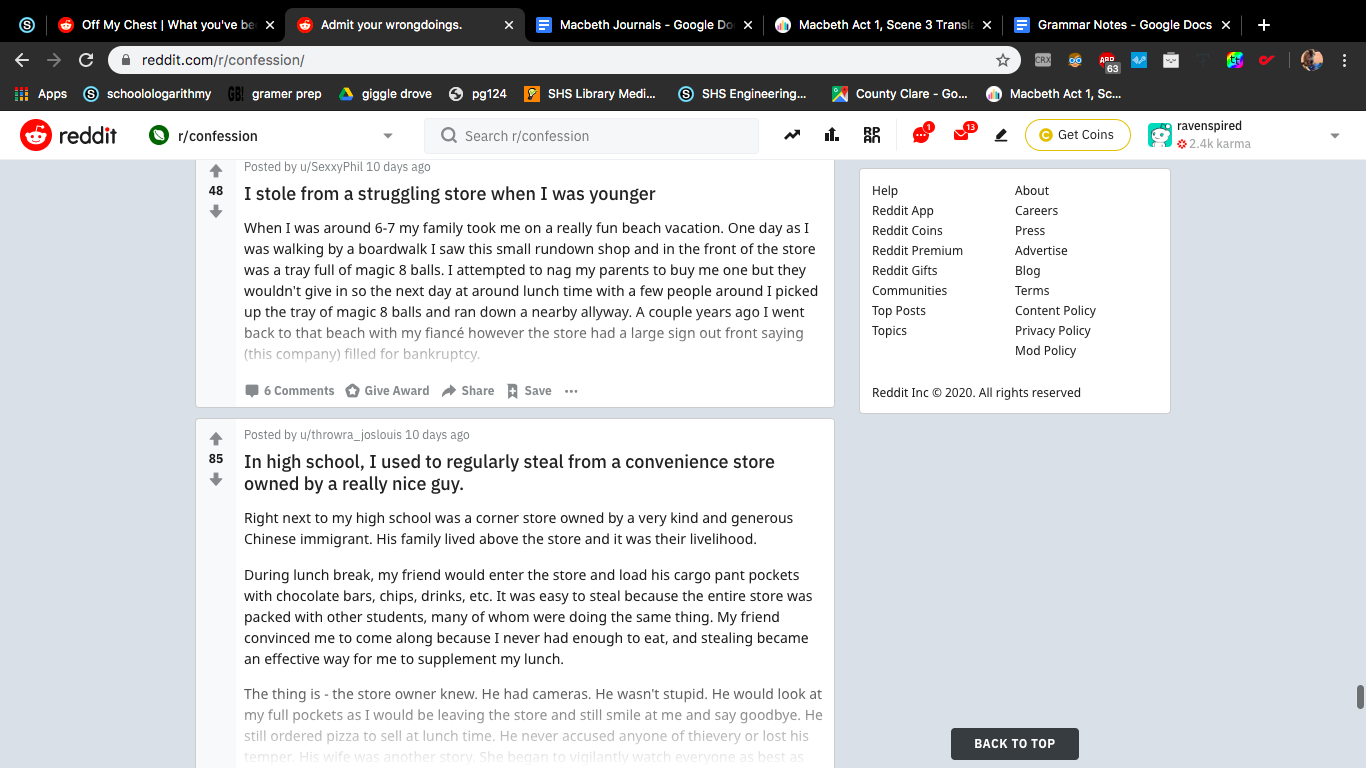 Off My Chest | What you've be
Admit your wrongdoings.
Macbeth Journals - Google Do
Macbeth Act 1, Scene 3 Transla
Grammar Notes - Google Docs
reddit.com/r/confession/
CRX
ABP
63
Apps
schoolologarithmy
GB!
gramer prep
giggle drove
pg124
SHS Library Medi...
SHS Engineering...
County Clare - Go...
Macbeth Act 1, Sc...
reddit
r/confession
Search r/confession
1
13
Get Coins
ravenspired
2.4k karma
Posted by u/SexxyPhil 10 days ago
48
I stole from a struggling store when I was younger
When I was around 6-7 my family took me on a really fun beach vacation. One day as I
was walking by a boardwalk I saw this small rundown shop and in the front of the store
was a tray full of magic 8 balls. I attempted to nag my parents to buy me one but they
wouldn't give in so the next day at around lunch time with a few people around I picked
up the tray of magic 8 balls and ran down a nearby allyway. A couple years ago I went
back to that beach with my fiancé however the store had a large sign out front saying
(this company) filled for bankruptcy.
6 Comments Give Award Share Save ...
Posted by u/throwra_joslouis 10 days ago
85
In high school, I used to regularly steal from a convenience store
owned by a really nice guy.
Right next to my high school was a corner store owned by a very kind and generous
Chinese immigrant. His family lived above the store and it was their livelihood.
During lunch break, my friend would enter the store and load his cargo pant pockets
with chocolate bars, chips, drinks, etc. It was easy to steal because the entire store was
packed with other students, many of whom were doing the same thing. My friend
convinced me to come along because I never had enough to eat, and stealing became
an effective way for me to supplement my lunch.
The thing is - the store owner knew. He had cameras. He wasn't stupid. He would look at
my full pockets as I would be leaving the store and still smile at me and say goodbye. He
still ordered pizza to sell at lunch time. He never accused anyone of thievery or lost his
temper. His wife was another story. She began to vigilantly watch everyone as best as
Help
Reddit App
Reddit Coins
Reddit Premium
Reddit Gifts
Communities
Top Posts
Topics
About
Careers
Press
Advertise
Blog
Terms
Content Policy
Privacy Policy
Mod Policy
Reddit Inc © 2020. All rights reserved
BACK TO TOP